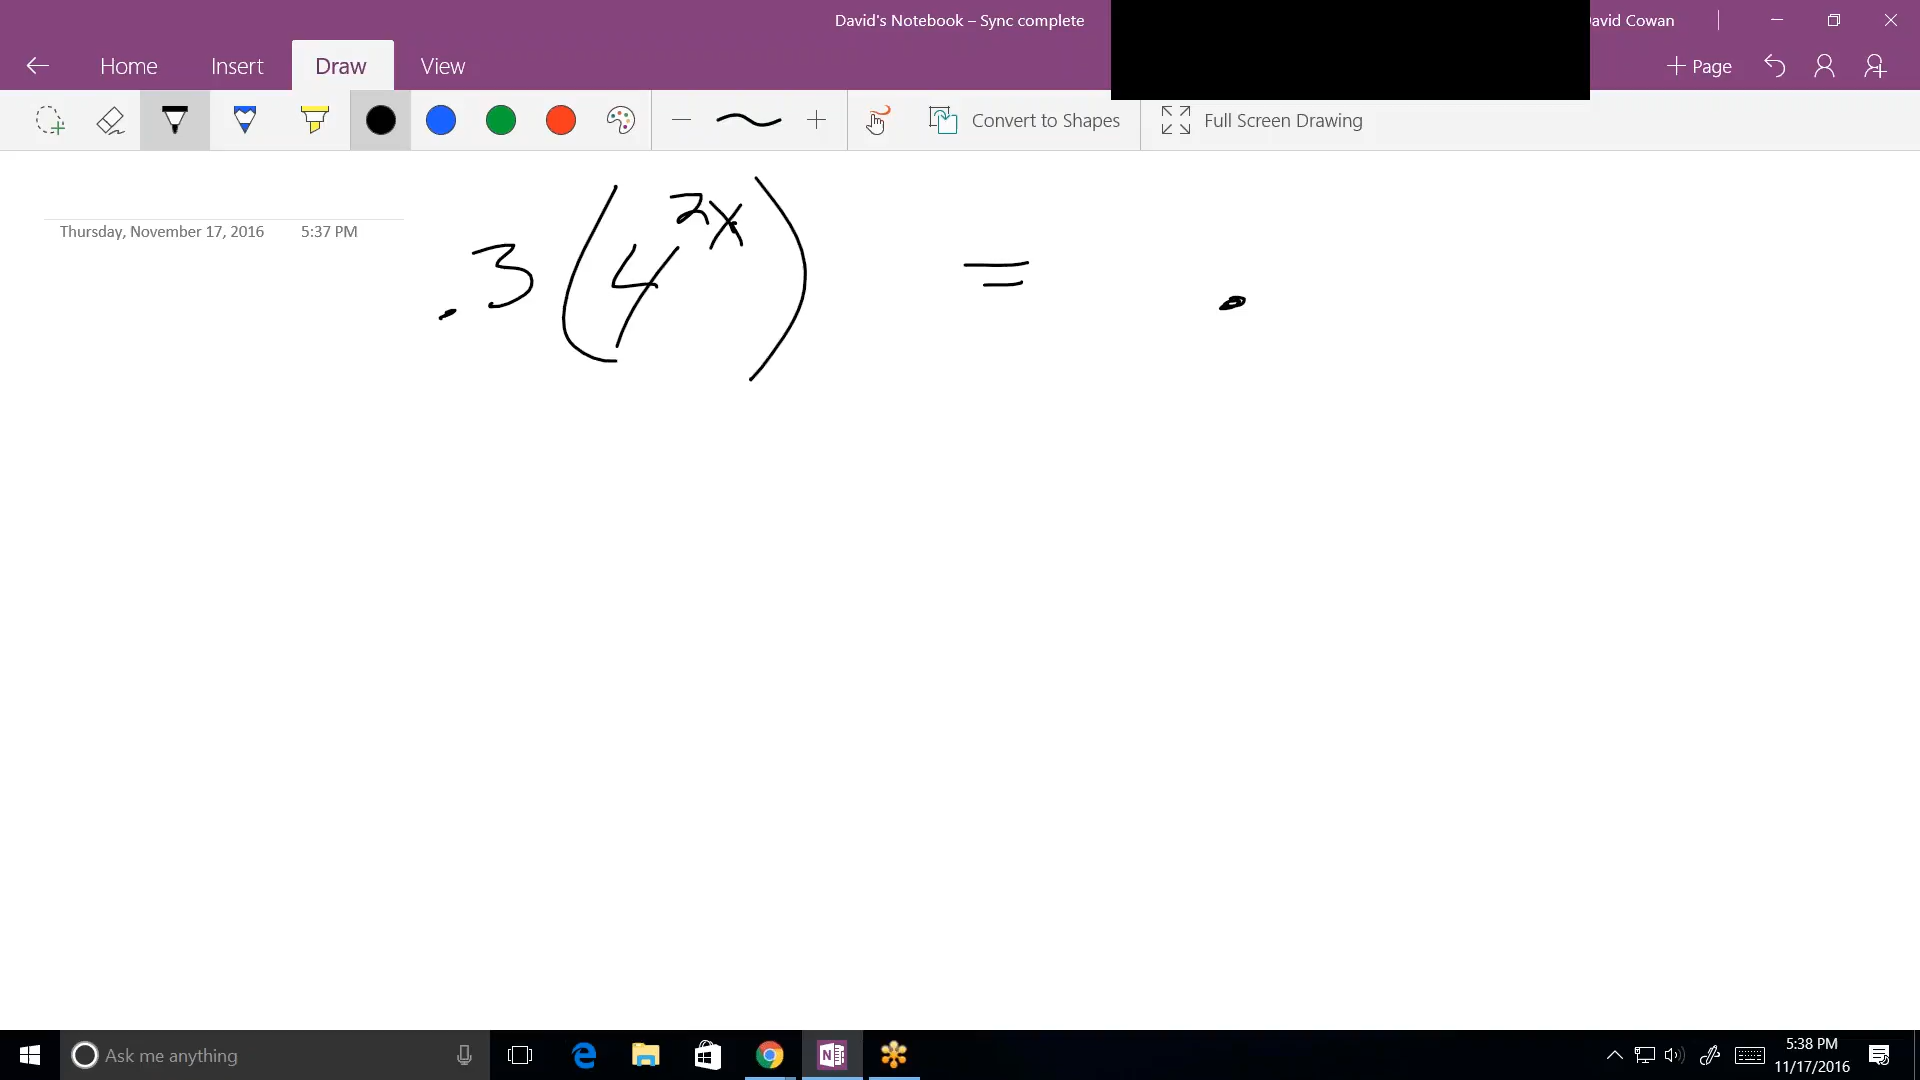 David's Notebook – Sync complete
avid Cowan
Home Insert Draw View
Page
Convert to Shapes
Full Screen Drawing
.3(4^2x) = .
Thursday, November 17, 2016 5:37 PM
Ask me anything
N
5:38 PM
11/17/2016